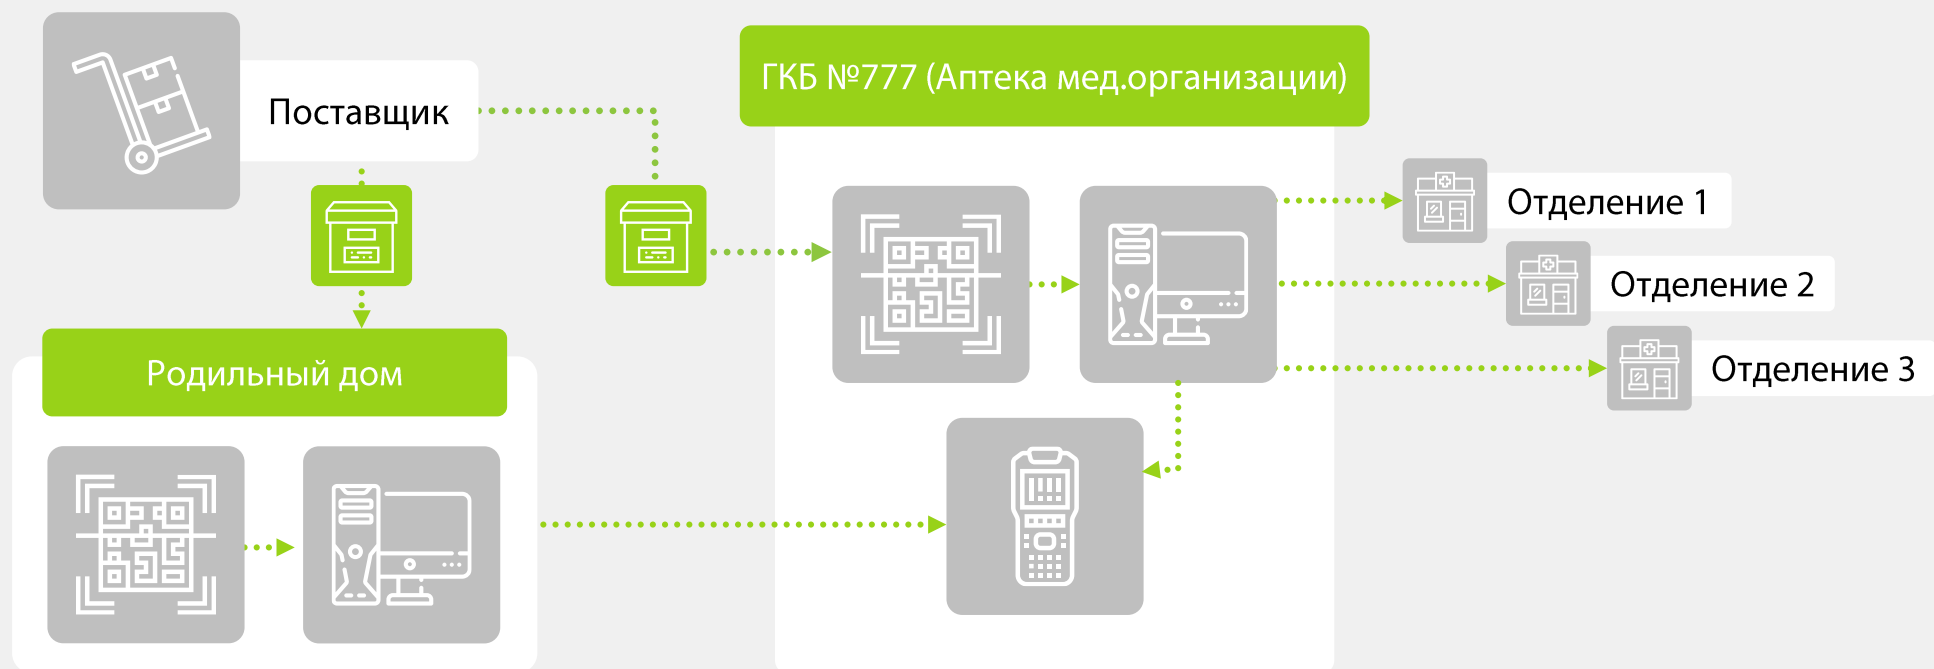 Поставщик
ГКБ №777 (Аптека мед.организации)
Отделение 1
Отделение 2
Отделение 3
Родильный дом